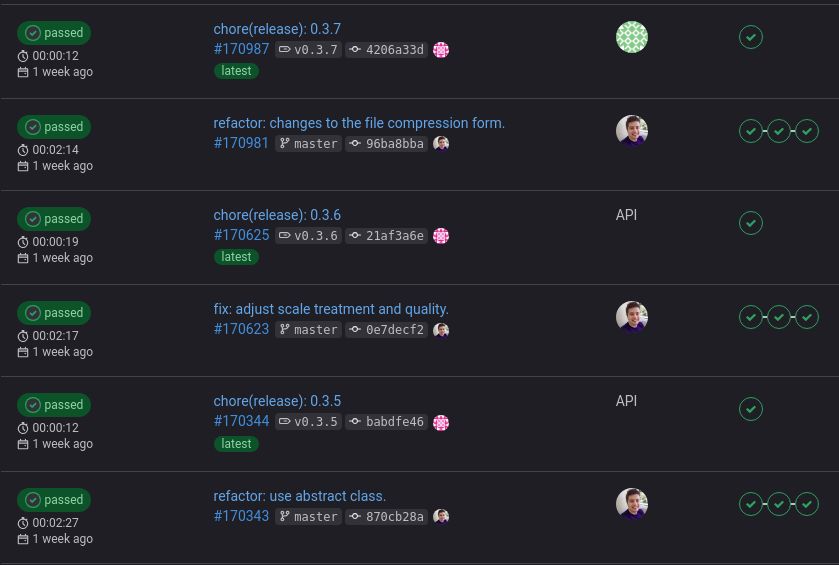 passed
00:00:12
1 week ago
chore(release): 0.3.7
#170987 v0.3.7 4206a33d
latest
passed
00:02:14
1 week ago
refactor: changes to the file compression form.
#170981 master 96ba8bba
passed
00:00:19
1 week ago
chore(release): 0.3.6
#170625 v0.3.6 21af3a6e
latest
API
passed
00:02:17
1 week ago
fix: adjust scale treatment and quality.
#170623 master 0e7decf2
passed
00:00:12
1 week ago
chore(release): 0.3.5
#170344 v0.3.5 babdfe46
latest
API
passed
00:02:27
1 week ago
refactor: use abstract class.
#170343 master 870cb28a